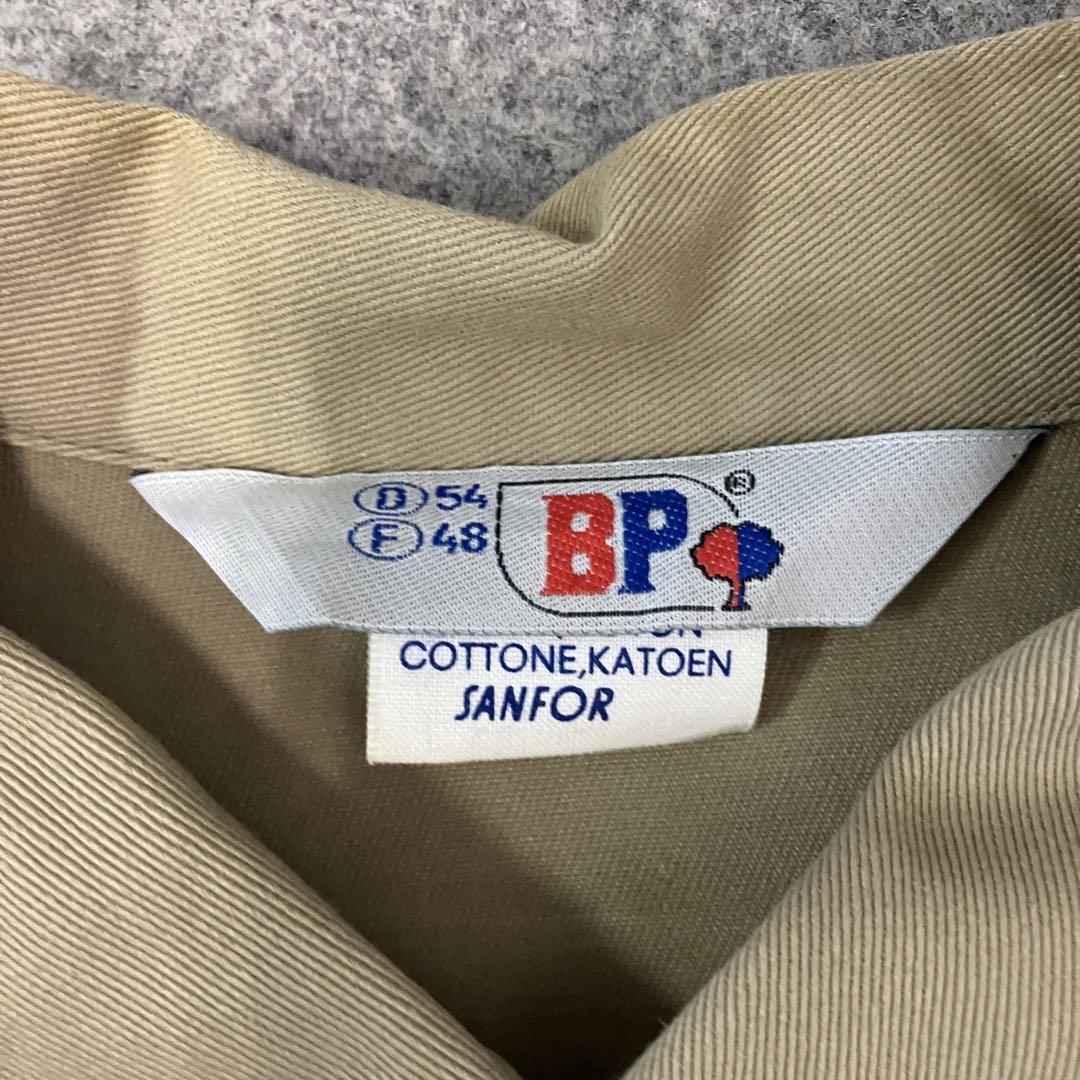 D 54
F 48
BP ®
COTTONE,KATOEN
SANFOR